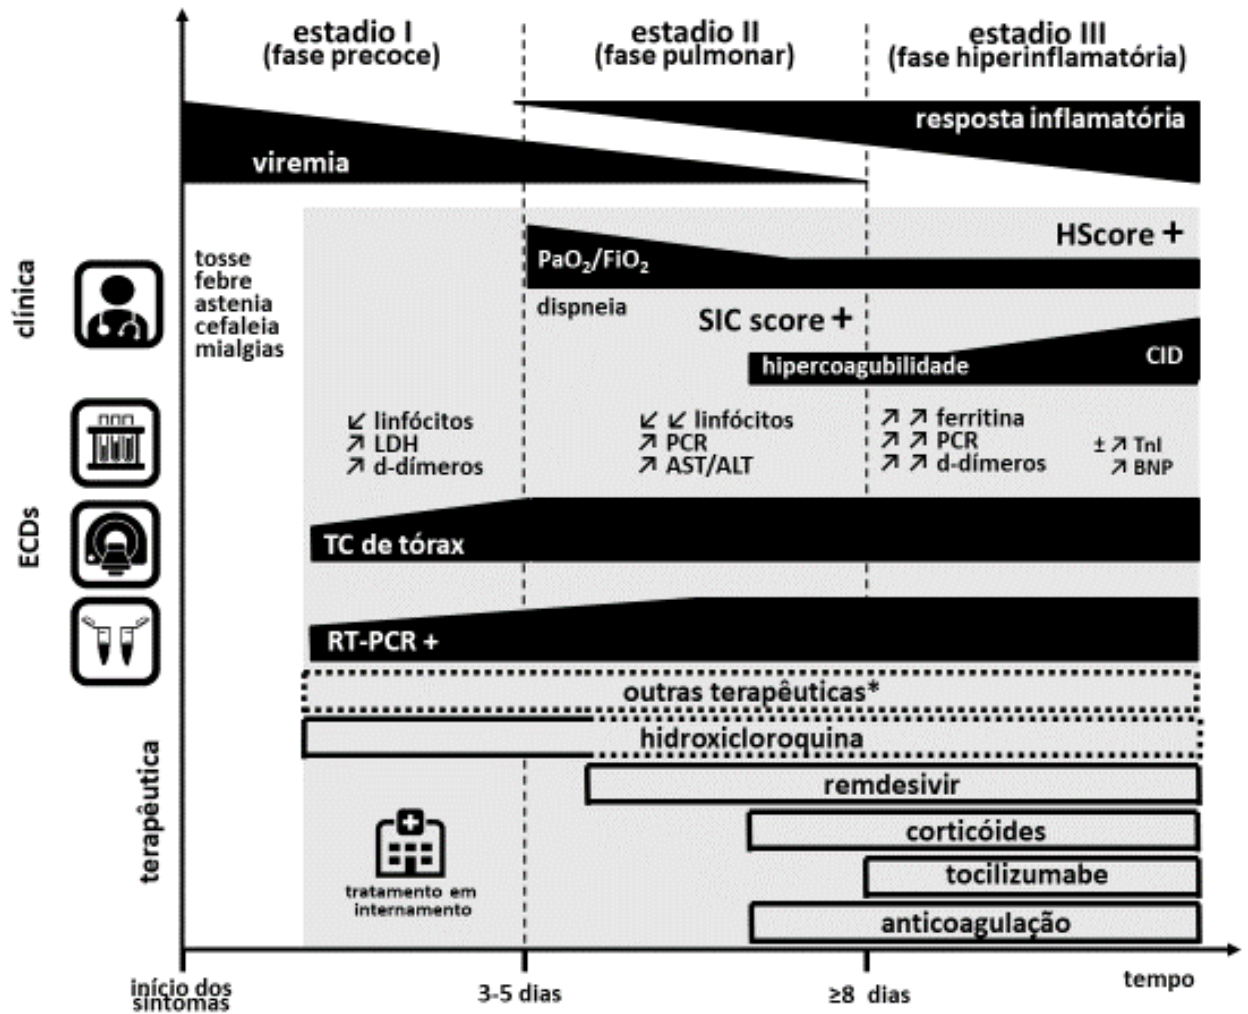 estadio I
(fase precoce)
estadio II
(fase pulmonar)
estadio III
(fase hiperinflamatória)
resposta inflamatória
viremia
clínica
tosse
febre
astenia
cefaleia
mialgias
HScore +
PaO₂/FiO₂
dispneia
SIC score +
hipercoagubilidade
CID
↙ linfócitos
↗ LDH
↗ d-dímeros
↙ ↙ linfócitos
↗ PCR
↗ AST/ALT
↗ ↗ ferritina
↗ ↗ PCR
↗ ↗ d-dímeros
± ↗ TnI
↗ BNP
ECDs
TC de tórax
RT-PCR +
terapêutica
outras terapêuticas*
hidroxicloroquina
remdesivir
corticóides
tocilizumabe
anticoagulação
tratamento em
internamento
início dos
sintomas
3-5 dias
≥8 dias
tempo